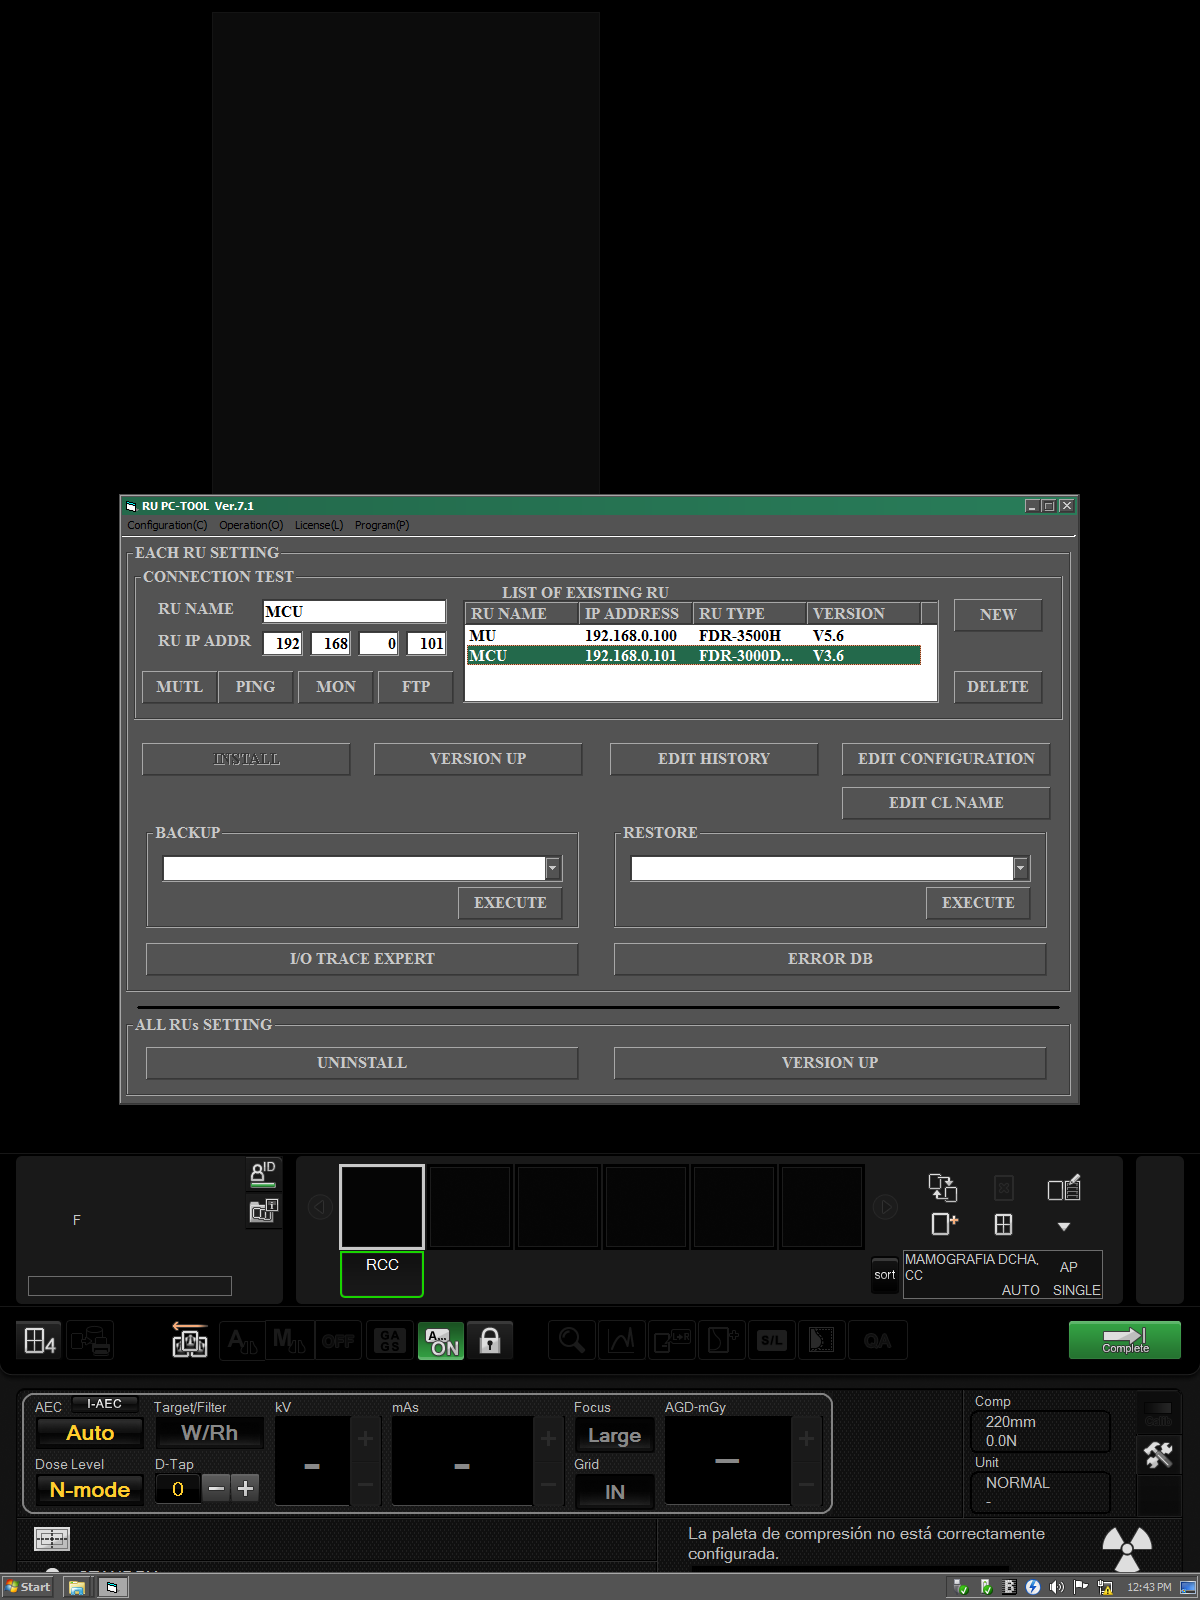 RU PC-TOOL Ver.7.1
Configuration(C) Operation(O) License(L) Program(P)
EACH RU SETTING
CONNECTION TEST
LIST OF EXISTING RU
RU NAME MCU
RU IP ADDR 192 168 0 101
RU NAME IP ADDRESS RU TYPE VERSION
MU 192.168.0.100 FDR-3500H V5.6
MCU 192.168.0.101 FDR-3000D... V3.6
NEW
MUTL PING MON FTP
DELETE
INSTALL VERSION UP EDIT HISTORY EDIT CONFIGURATION
EDIT CL NAME
BACKUP
EXECUTE
RESTORE
EXECUTE
I/O TRACE EXPERT ERROR DB
ALL RUs SETTING
UNINSTALL VERSION UP
F
ID
RCC
sort
MAMOGRAFIA DCHA, CC
AP
AUTO SINGLE
4
A M OFF GA GS A... ON
L↔R S/L QA
Complete
AEC I-AEC Target/Filter kV mAs Focus AGD-mGy
Auto W/Rh Large
Dose Level D-Tap Grid
N-mode 0 IN
Comp
220mm
0.0N
Unit
NORMAL
-
La paleta de compresión no está correctamente
configurada.
Start
12:43 PM